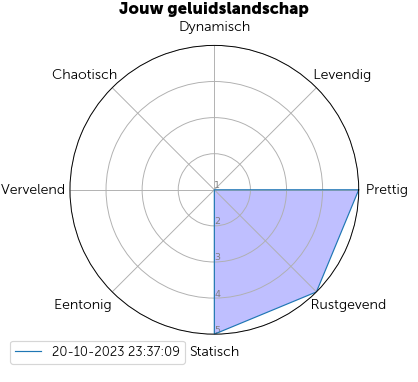 Jouw geluidslandschap
Dynamisch
Chaotisch
Levendig
1
Vervelend
Prettig
2
3
4
Eentonig
Rustgevend
5
20-10-2023 23:37:09
Statisch